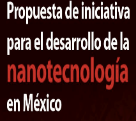 Propuesta de iniciativa
para el desarrollo de la
nanotecnología
en México